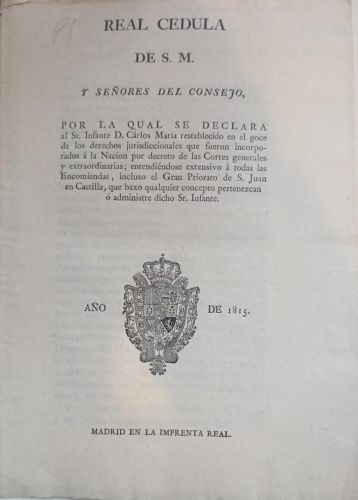 REAL CEDULA
DE S. M.
Y SEÑORES DEL CONSEJO,
POR LA QUAL SE DECLARA
al Sr. Infante D. Cárlos María restablecido en el goce
de los derechos jurisdiccionales que fueron incorpo-
rados á la Nacion por decreto de las Cortes generales
y extraordinarias; entendiéndose extensivo á todas las
Encomiendas, incluso el Gran Priorato de S. Juan
en Castilla, que baxo qualquier concepto pertenezcan
ó administre dicho Sr. Infante.
AÑO DE 1815.
MADRID EN LA IMPRENTA REAL.